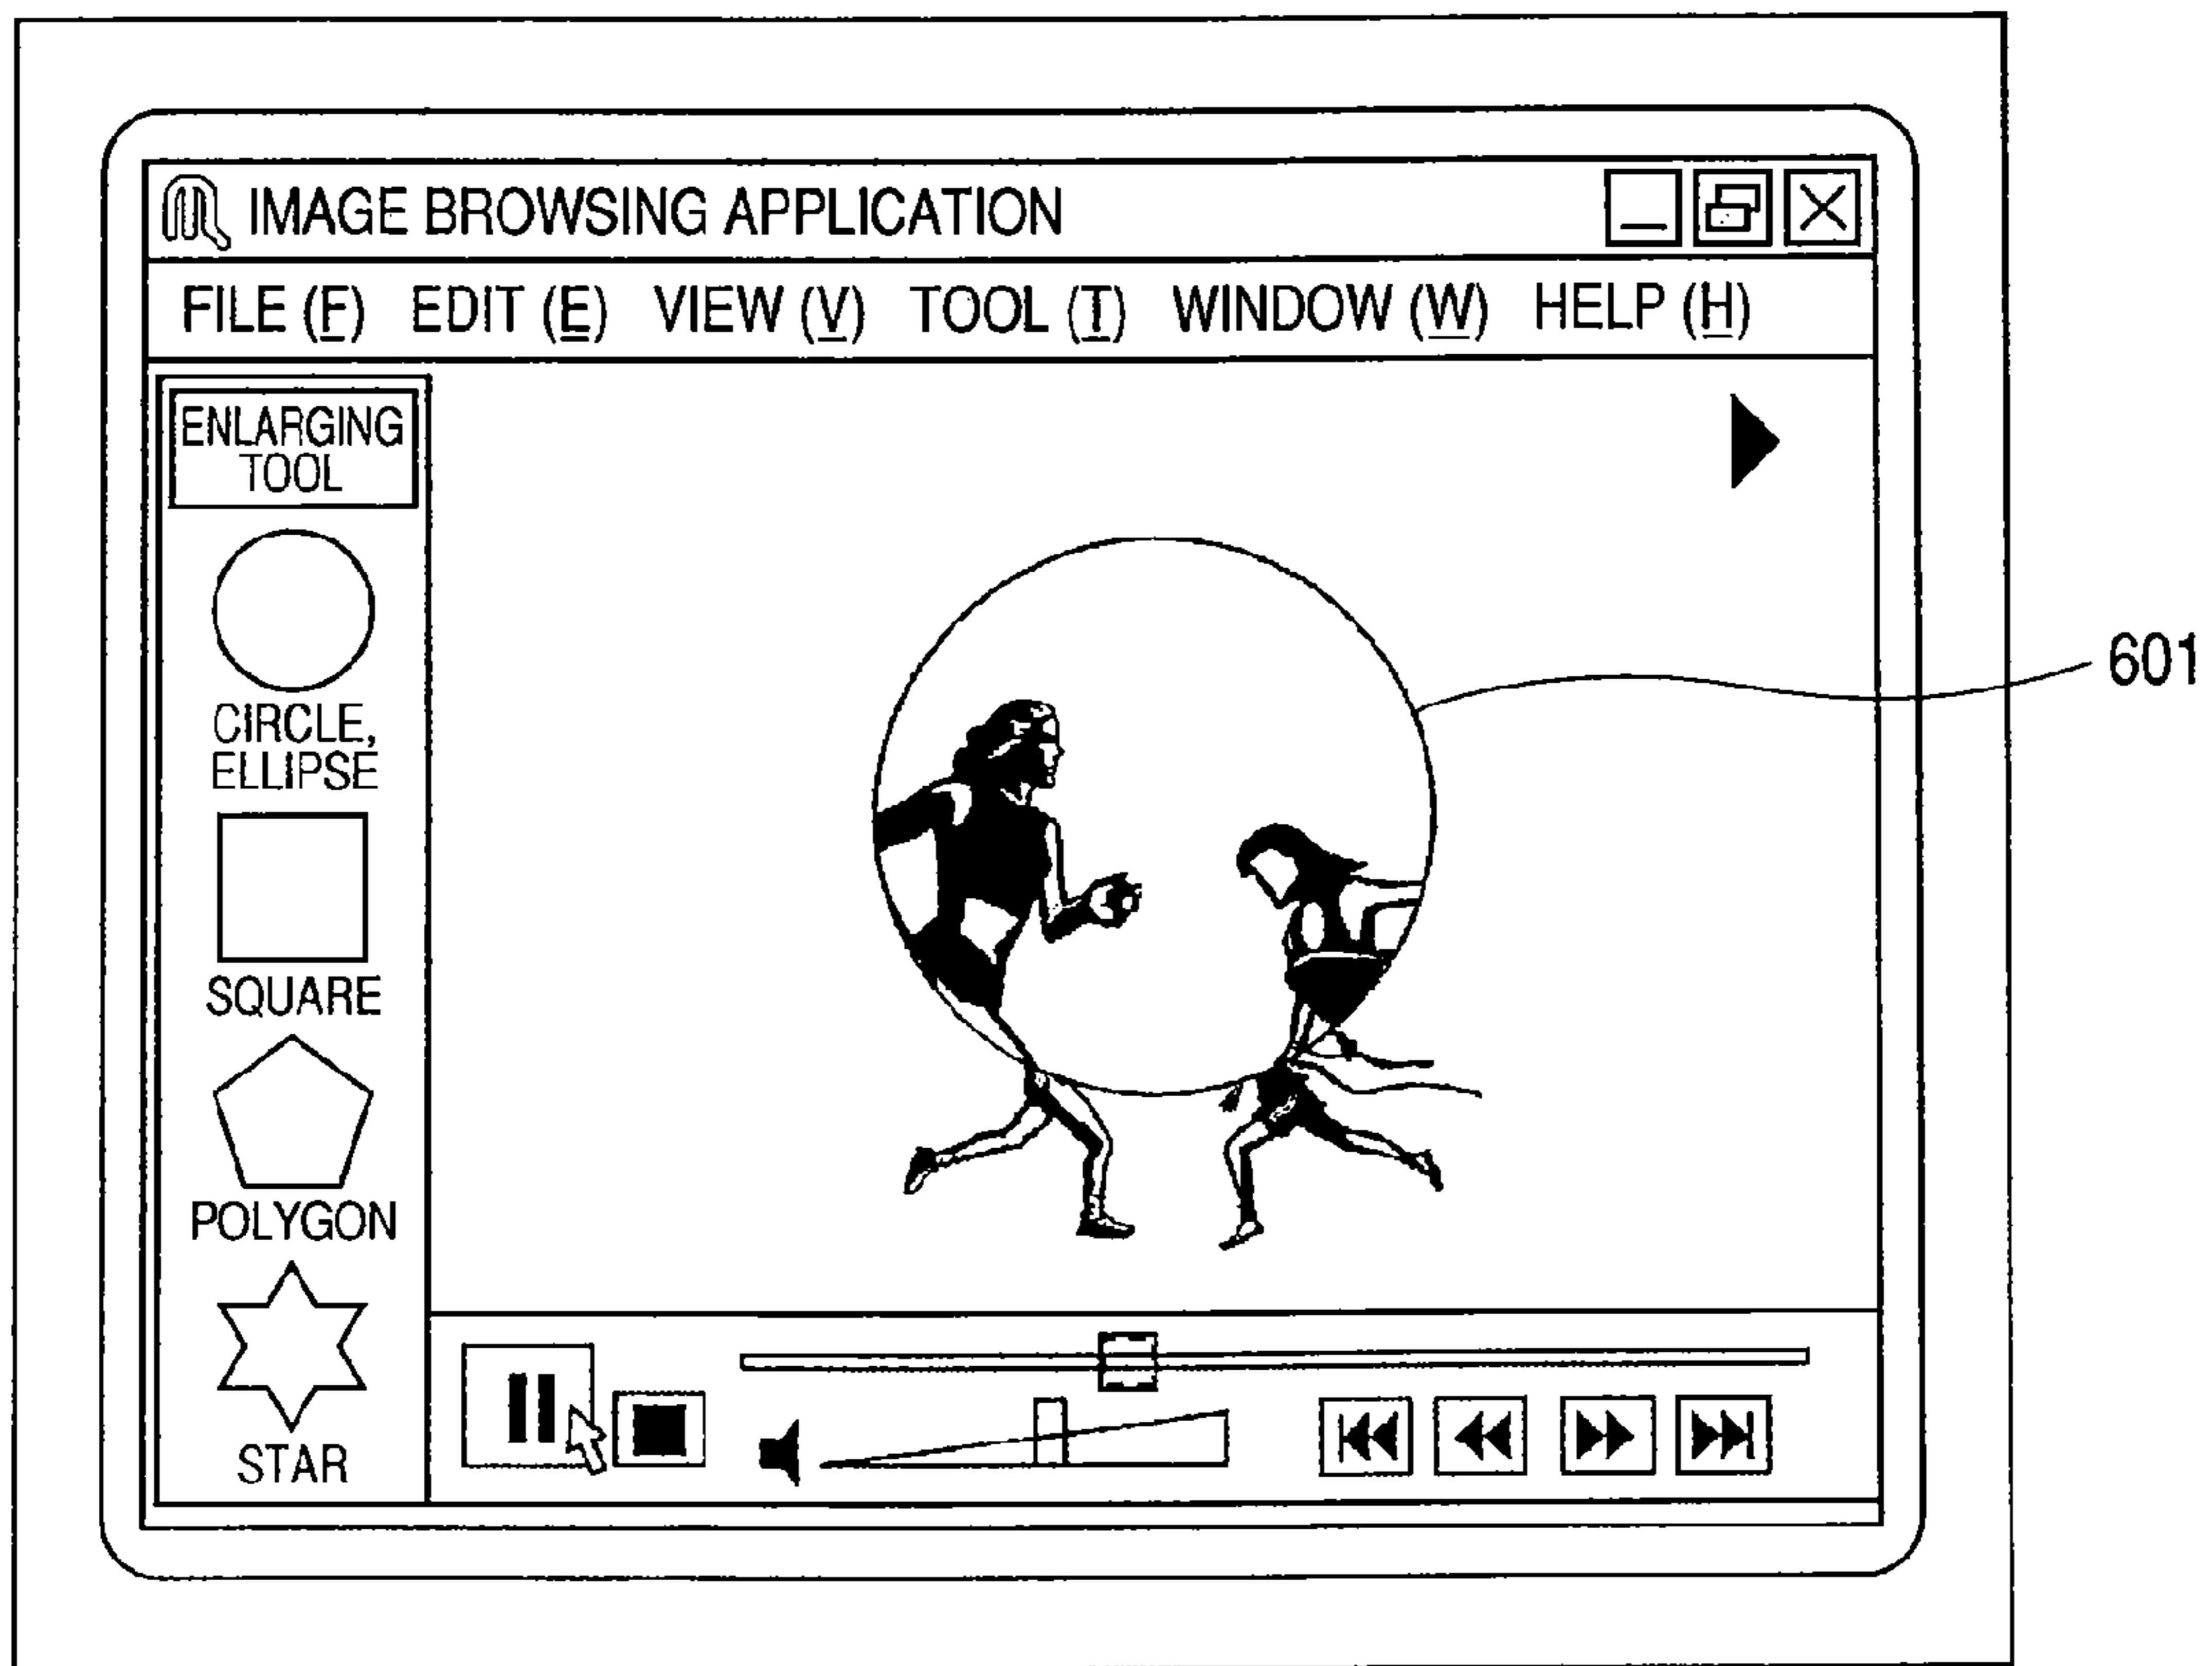 IMAGE BROWSING APPLICATION
FILE (F) EDIT (E) VIEW (V) TOOL (T) WINDOW (W) HELP (H)
ENLARGING
TOOL
CIRCLE,
ELLIPSE
SQUARE
POLYGON
STAR
601